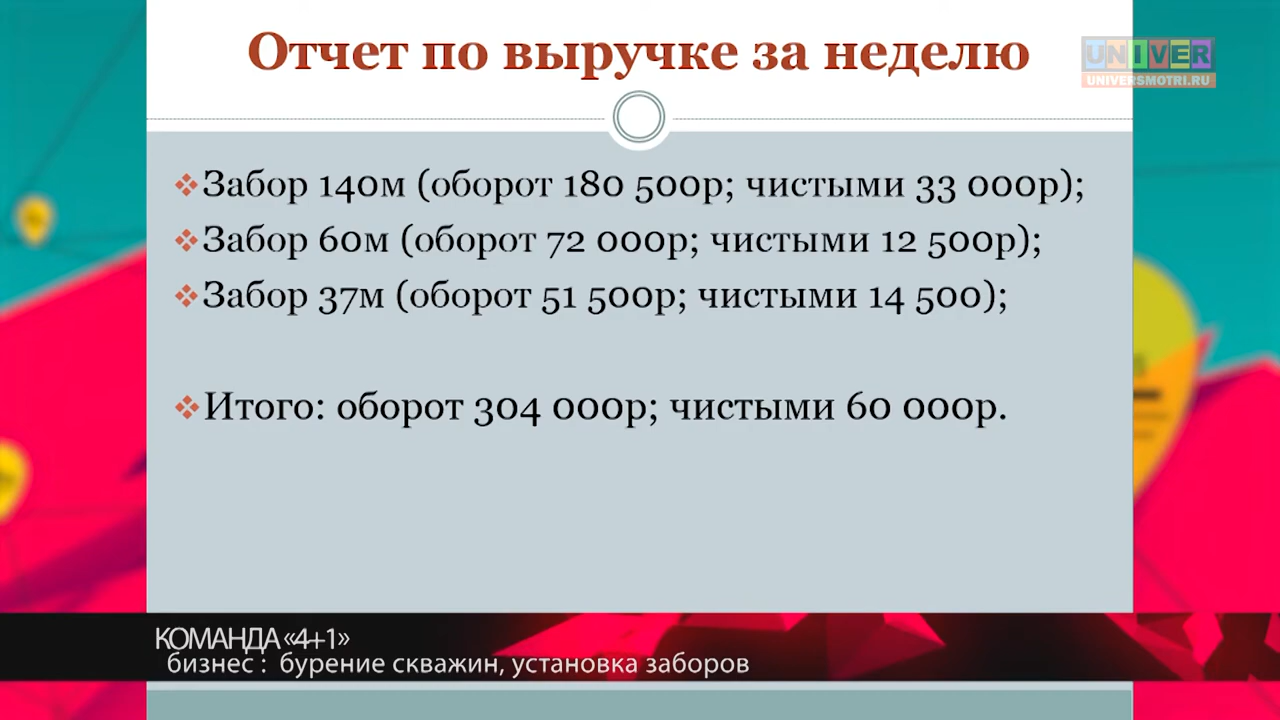 Отчет по выручке за неделю
UNIVER
UNIVERSMOTRI.RU
❖Забор 140м (оборот 180 500р; чистыми 33 000р);
❖Забор 60м (оборот 72 000р; чистыми 12 500р);
❖Забор 37м (оборот 51 500р; чистыми 14 500);
❖Итого: оборот 304 000р; чистыми 60 000р.
КОМАНДА «4+1»
бизнес : бурение скважин, установка заборов